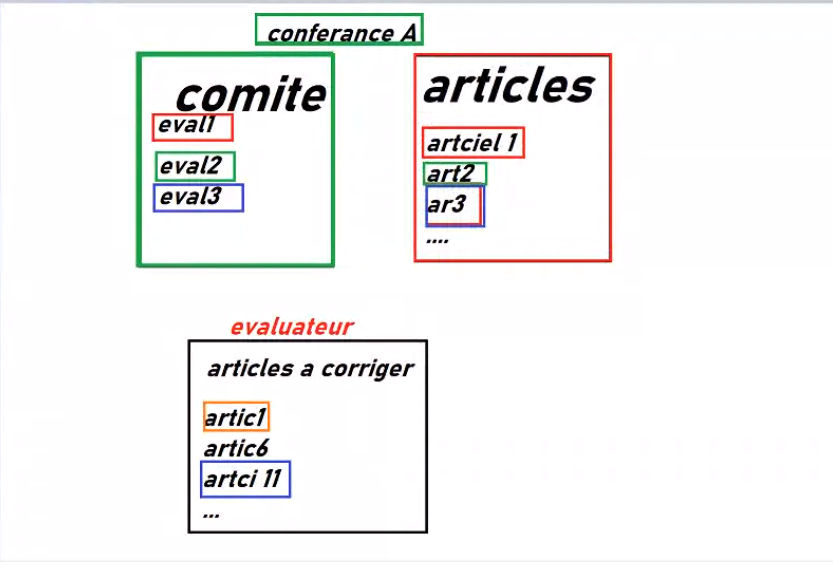 conferance A
comite
eval1
eval2
eval3
articles
artciel 1
art2
ar3
....
evaluateur
articles a corriger
artic1
artic6
artci 11
...